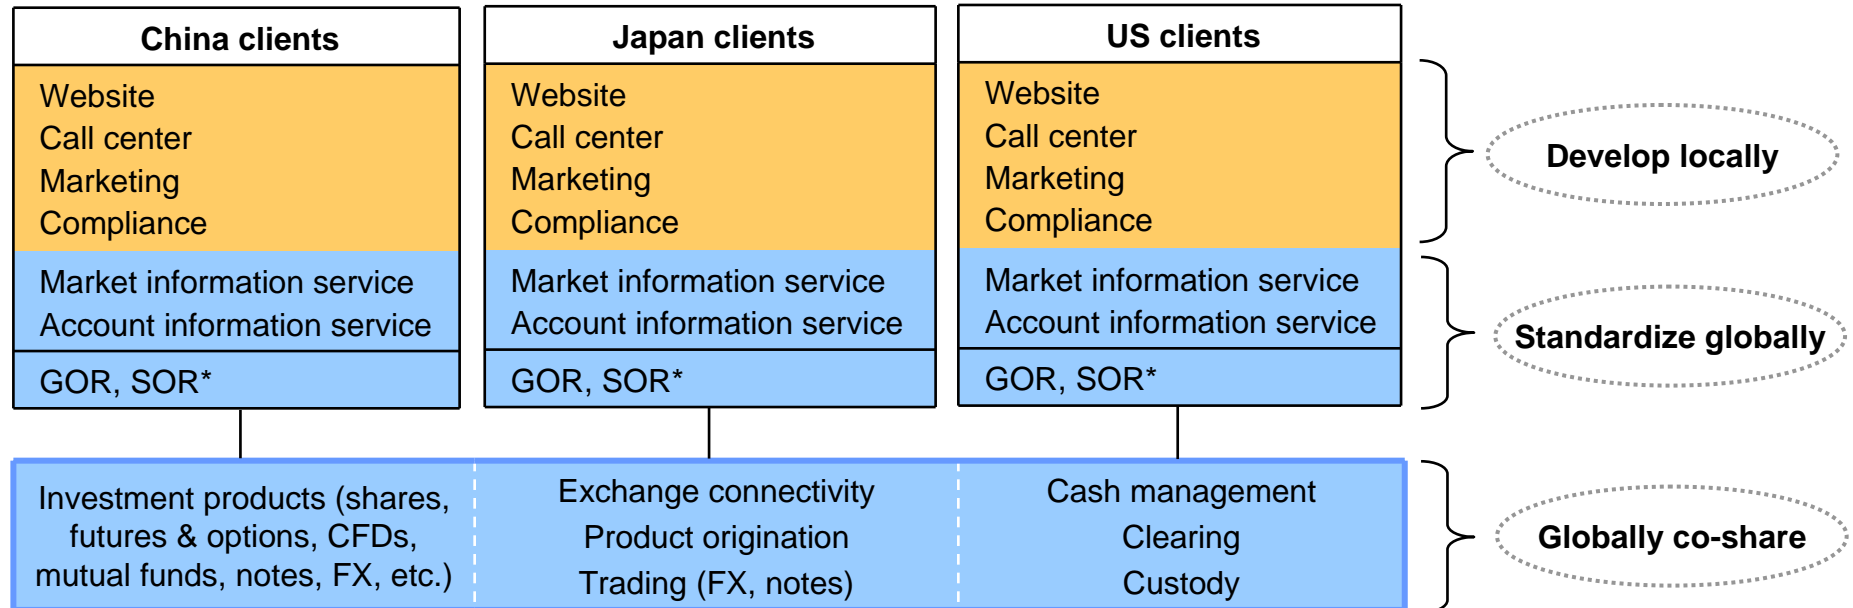 China clients
Website
Call center
Marketing
Compliance
Market information service
Account information service
GOR, SOR*
Japan clients
Website
Call center
Marketing
Compliance
Market information service
Account information service
GOR, SOR*
US clients
Website
Call center
Marketing
Compliance
Market information service
Account information service
GOR, SOR*
Develop locally
Standardize globally
Investment products (shares,
futures & options, CFDs,
mutual funds, notes, FX, etc.)
Exchange connectivity
Product origination
Trading (FX, notes)
Cash management
Clearing
Custody
Globally co-share